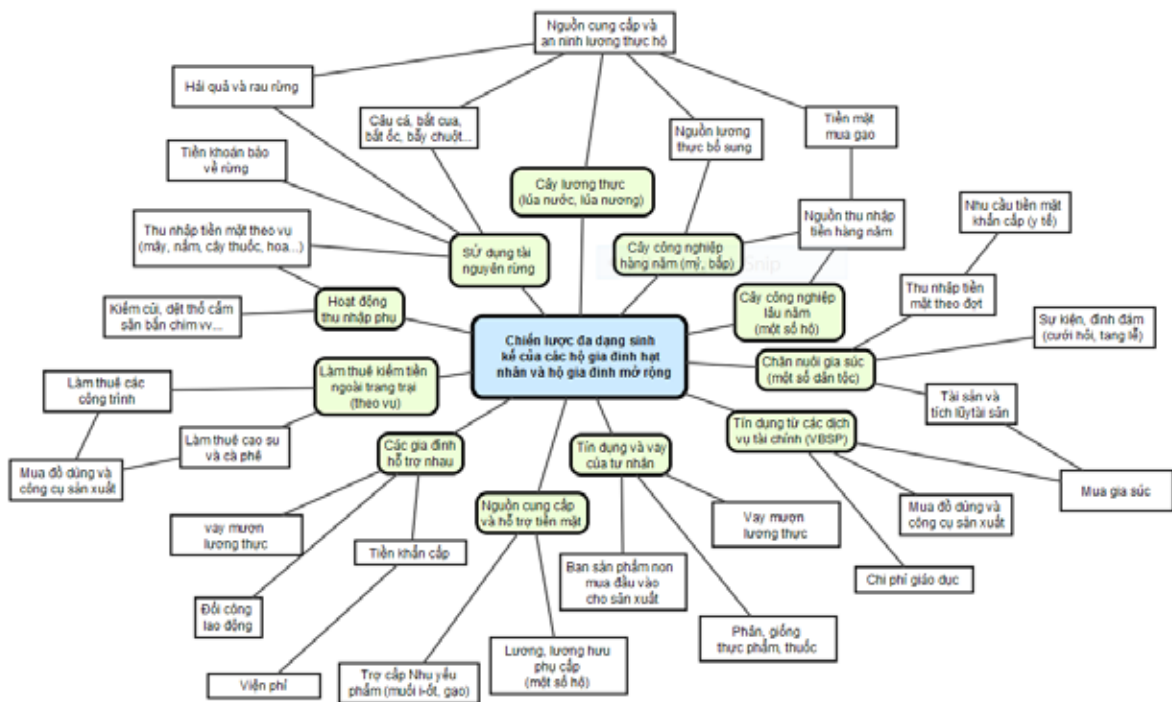 Nguồn cung cấp và
an ninh lương thực hộ
Hái quả và rau rừng
Câu cá, bắt cua,
bắt ốc, bẫy chuột...
Nguồn lương
thực bổ sung
Tiền mặt
mua gạo
Tiền khoán bảo
vệ rừng
Cây lương thực
(lúa nước, lúa nương)
Nhu cầu tiền mặt
khẩn cấp (y tế)
Thu nhập tiền mặt theo vụ
(mây, nấm, cây thuốc, hoa...)
SỬ dụng tài
nguyên rừng
Cây công nghiệp
hàng năm (mỳ, bắp)
Snip
Nguồn thu nhập
tiền hàng năm
Hoạt động
thu nhập phụ
Cây công nghiệp
lâu năm
(một số hộ)
Thu nhập tiền
mặt theo đợt
Kiếm củi, dệt thổ cẩm
săn bắn chim vv...
Sự kiện, đình đám
(cưới hỏi, tang lễ)
Chiến lược đa dạng sinh
kế của các hộ gia đình hạt
nhân và hộ gia đình mở rộng
Chăn nuôi gia súc
(một số dân tộc)
Làm thuê các
công trình
Làm thuê kiếm tiền
ngoài trang trại
(theo vụ)
Tài sản và
tích lũy tài sản
Làm thuê cao su
và cà phê
Các gia đình
hỗ trợ nhau
Tín dụng và vay
của tư nhân
Tín dụng từ các dịch
vụ tài chính (VBSP)
Mua đồ dùng và
công cụ sản xuất
Mua gia súc
Nguồn cung cấp
và hỗ trợ tiền mặt
Mua đồ dùng và
công cụ sản xuất
vay mượn
lương thực
Tiền khẩn cấp
Vay mượn
lương thực
Bán sản phẩm non
mua đầu vào
cho sản xuất
Chi phí giáo dục
Đổi công
lao động
Phân, giống
thực phẩm, thuốc
Viện phí
Trợ cấp Nhu yếu
phẩm (muối i-ốt, gạo)
Lương, lương hưu
phụ cấp
(một số hộ)